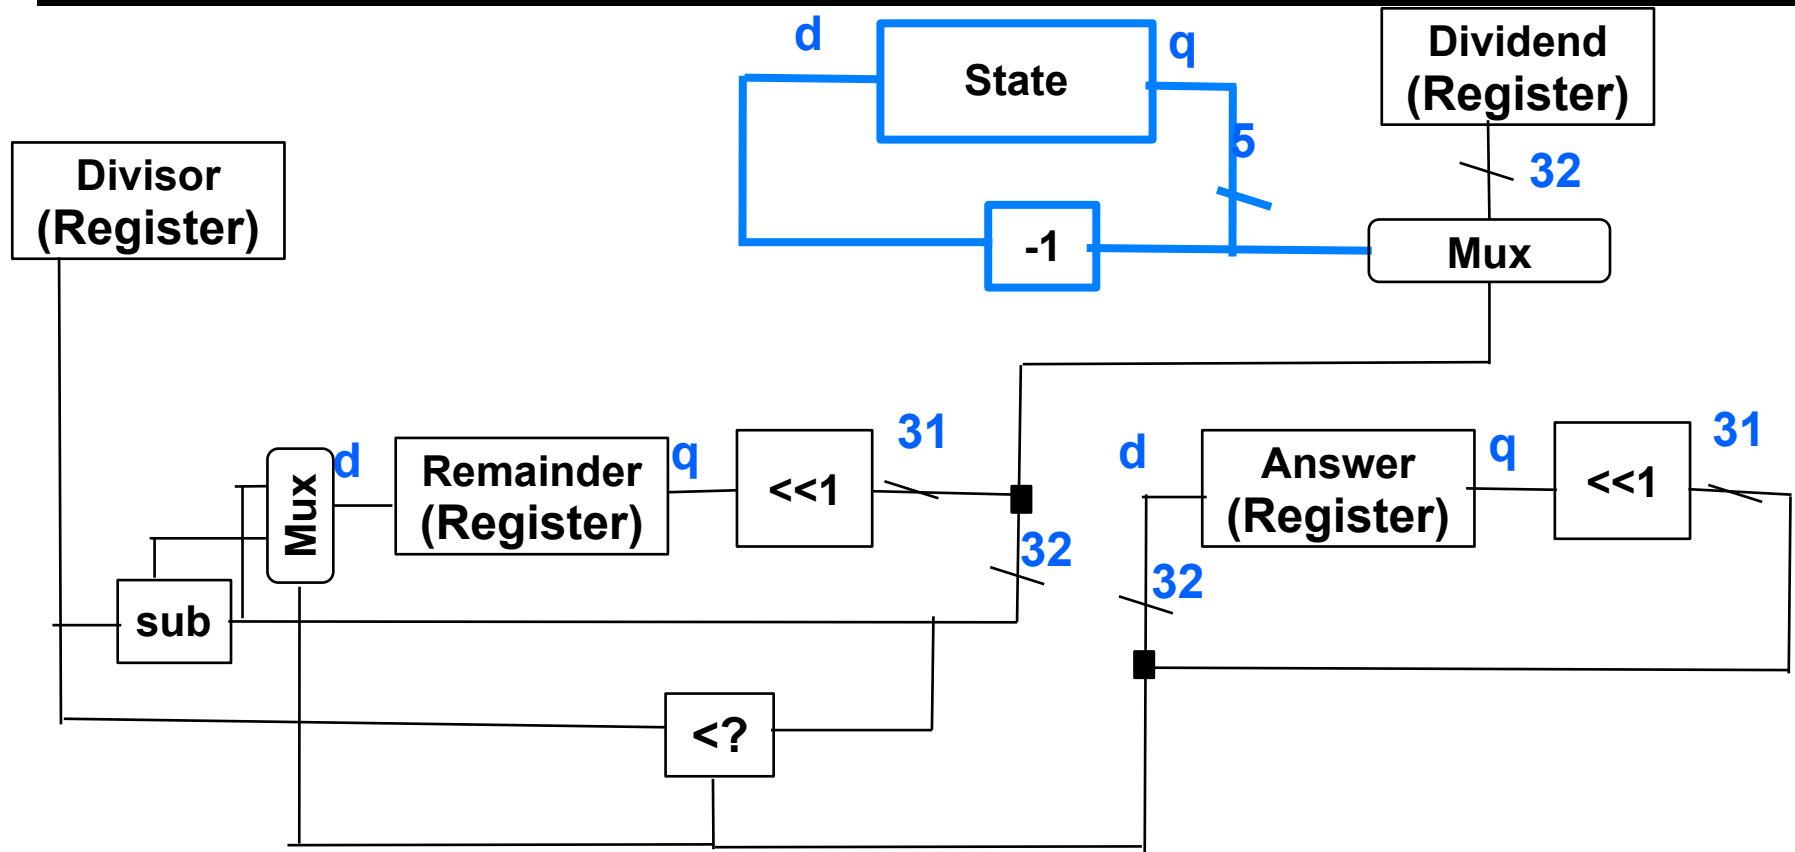 d
State
q
5
-1
Dividend
(Register)
32
Mux
Divisor
(Register)
Mux
d
Remainder
(Register)
q
<<1
31
32
sub
<?
d
Answer
(Register)
q
<<1
31
32